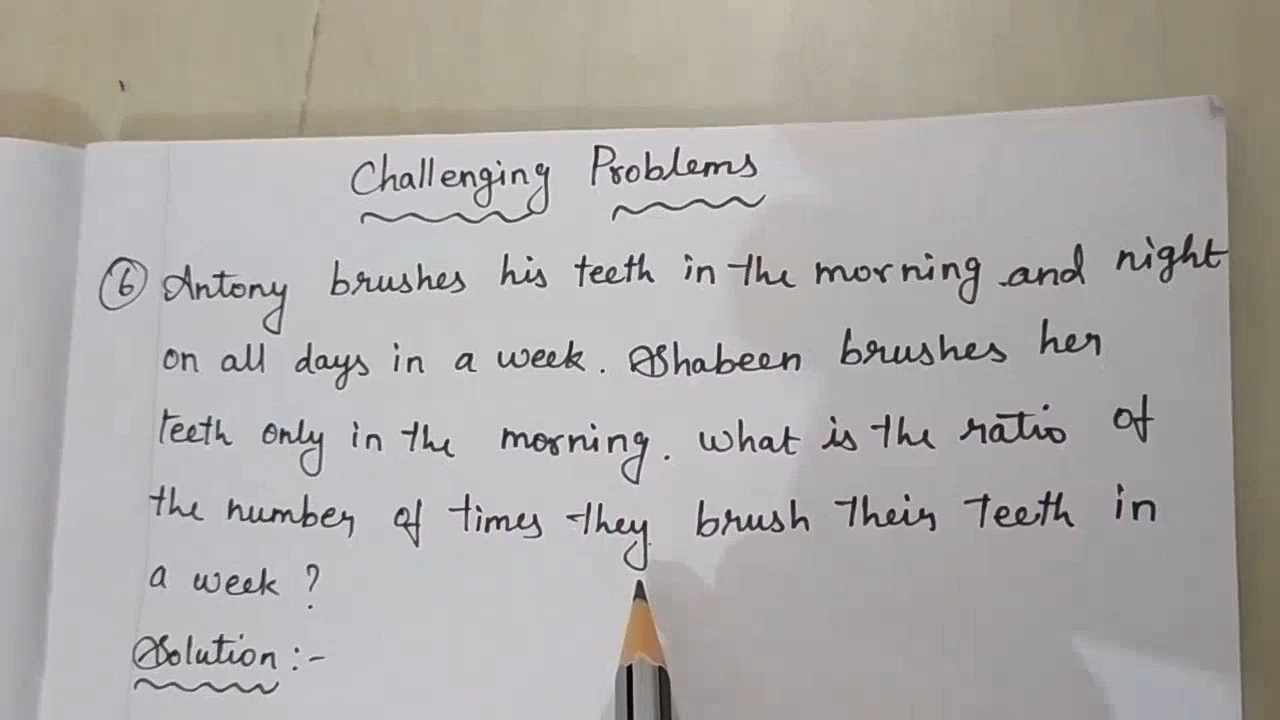 Challenging Problems
6 Antony brushes his teeth in the morning and night
on all days in a week. Shabeen brushes her
teeth only in the morning. What is the ratio of
the number of times they brush their teeth in
a week ?
Solution :-